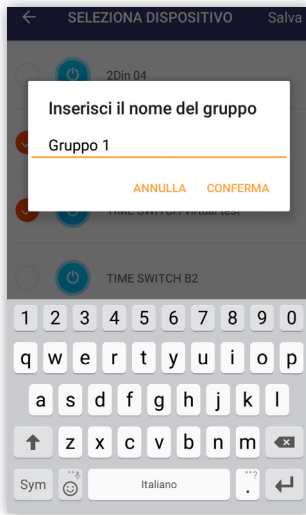 SELEZIONA DISPOSITIVO Salva
2Din 04
Inserisci il nome del gruppo
Gruppo 1
ANNULLA CONFERMA
TIME SWITCH Virtual test
TIME SWITCH B2
1 2 3 4 5 6 7 8 9 0
q w e r t y u i o p
a s d f g h j k l
z x c v b n m
Sym Italiano . ?